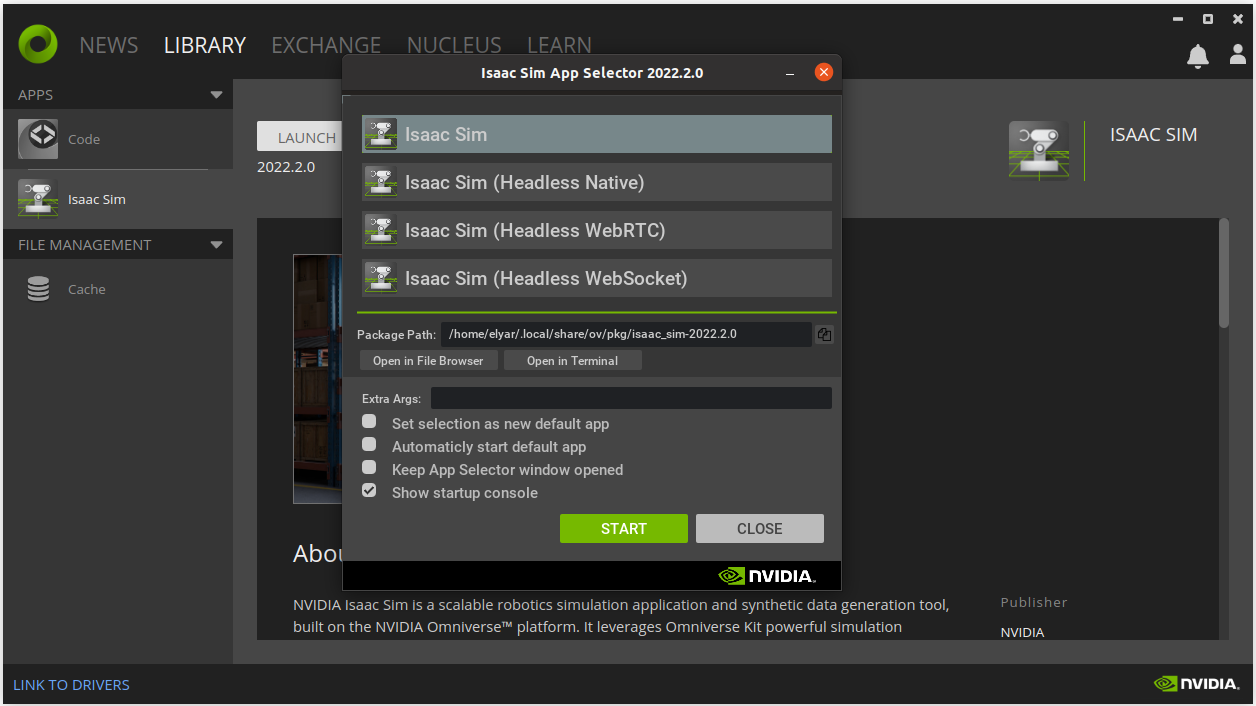 NEWS LIBRARY EXCHANGE NUCLEUS LEARN
APPS
Code
Isaac Sim
FILE MANAGEMENT
Cache
LAUNCH
2022.2.0
ISAAC SIM
Isaac Sim App Selector 2022.2.0
Isaac Sim
Isaac Sim (Headless Native)
Isaac Sim (Headless WebRTC)
Isaac Sim (Headless WebSocket)
Package Path: /home/elyar/.local/share/ov/pkg/isaac_sim-2022.2.0
Open in File Browser Open in Terminal
Extra Args:
Set selection as new default app
Automaticly start default app
Keep App Selector window opened
Show startup console
START CLOSE
NVIDIA.
Abou
NVIDIA Isaac Sim is a scalable robotics simulation application and synthetic data generation tool,
built on the NVIDIA Omniverse™ platform. It leverages Omniverse Kit powerful simulation
Publisher
NVIDIA
LINK TO DRIVERS
NVIDIA.